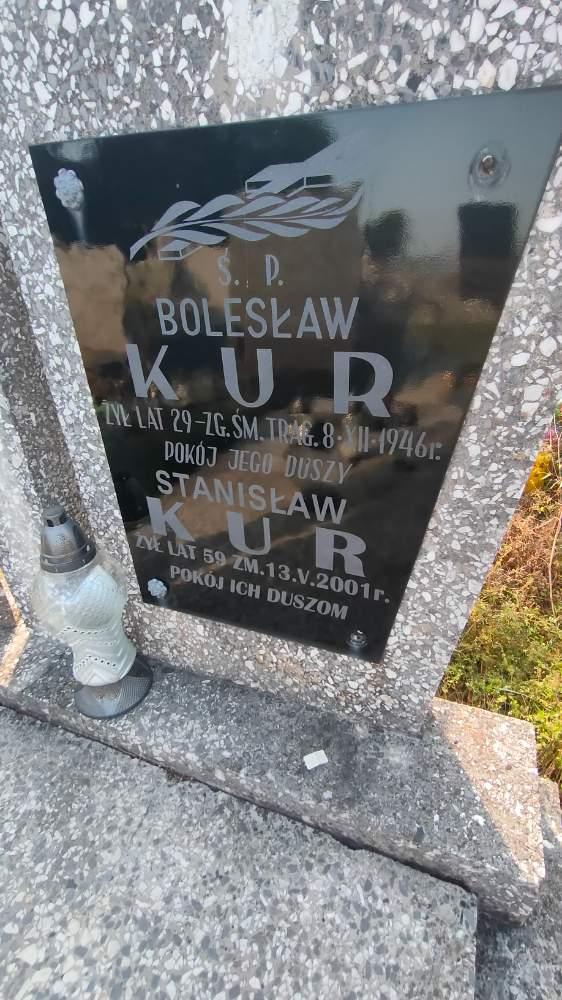 Ś. P.
BOLESŁAW
KUR
ŻYŁ LAT 29-ZG.ŚM.TRAG.8·XII·1946r.
POKÓJ JEGO DUSZY
STANISŁAW
KUR
ŻYŁ LAT 59 ZM.13.V.2001r.
POKÓJ ICH DUSZOM